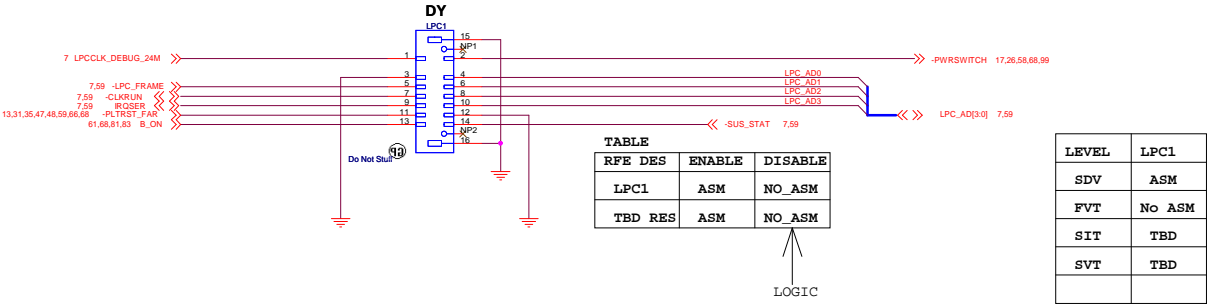 DY
LPC1
15
NP1
7 LPCCLK_DEBUG_24M
1
2
-PWRSWITCH 17,26,58,68,99
3
4
LPC_AD0
7,59 -LPC_FRAME
5
6
LPC_AD1
7,59 -CLKRUN
7
8
LPC_AD2
7,59 IRQSER
9
10
LPC_AD3
13,31,35,47,48,59,66,68 -PLTRST_FAR
11
12
LPC_AD[3:0] 7,59
61,68,81,83 B_ON
13
14
-SUS_STAT 7,59
NP2
16
Do Not Stuff
TABLE
RFE DES ENABLE DISABLE
LPC1 ASM NO_ASM
TBD RES ASM NO_ASM
LOGIC
LEVEL LPC1
SDV ASM
FVT No ASM
SIT TBD
SVT TBD